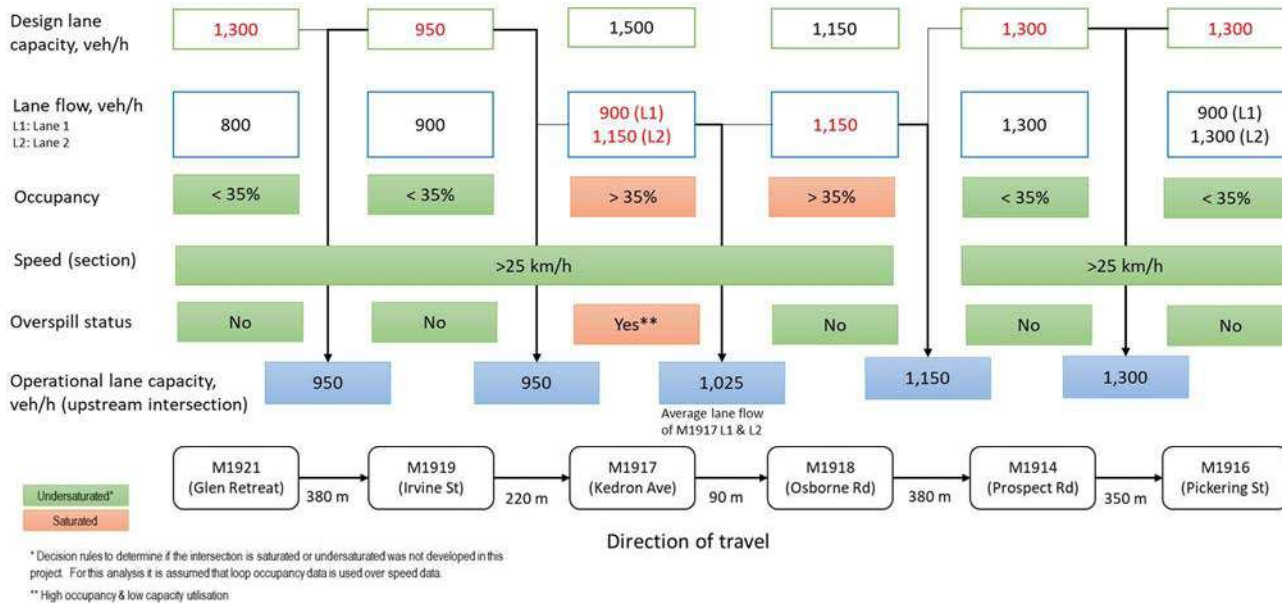 Design lane
capacity, veh/h
1,300
950
1,500
1,150
1,300
1,300
Lane flow, veh/h
L1: Lane 1
L2: Lane 2
800
900
900 (L1)
1,150 (L2)
1,150
1,300
900 (L1)
1,300 (L2)
Occupancy
< 35%
< 35%
> 35%
> 35%
< 35%
< 35%
Speed (section)
>25 km/h
>25 km/h
Overspill status
No
No
Yes**
No
No
No
Operational lane capacity,
veh/h (upstream intersection)
950
950
1,025
1,150
1,300
Average lane flow
of M1917 L1 & L2
M1921
(Glen Retreat)
380 m
M1919
(Irvine St)
220 m
M1917
(Kedron Ave)
90 m
M1918
(Osborne Rd)
380 m
M1914
(Prospect Rd)
350 m
M1916
(Pickering St)
Undersaturated*
Saturated
Direction of travel
* Decision rules to determine if the intersection is saturated or undersaturated was not developed in this
project. For this analysis it is assumed that loop occupancy data is used over speed data.
** High occupancy & low capacity utilisation